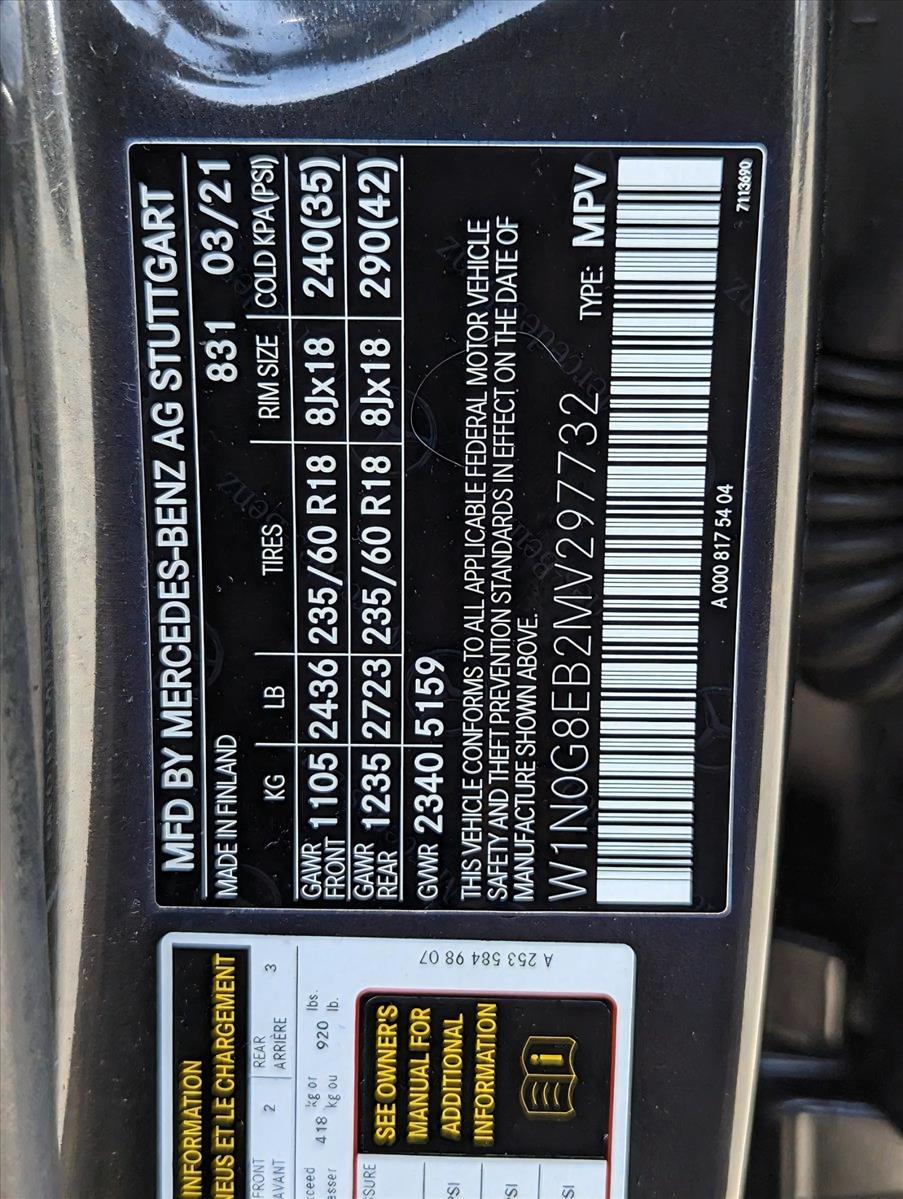 MFD BY MERCEDES-BENZ AG STUTTGART
MADE IN FINLAND 831 03/21
KG LB TIRES RIM SIZE COLD KPA(PSI)
GAWR FRONT 1105 2436 235/60 R18 8Jx18 240(35)
GAWR REAR 1235 2723 235/60 R18 8Jx18 290(42)
GVWR 2340 5159
THIS VEHICLE CONFORMS TO ALL APPLICABLE FEDERAL MOTOR VEHICLE
SAFETY AND THEFT PREVENTION STANDARDS IN EFFECT ON THE DATE OF
MANUFACTURE SHOWN ABOVE.
W1N0G8EB2MV297732 TYPE: MPV
A 000 817 54 04
7113690
INFORMATION
NEUS ET LE CHARGEMENT
FRONT 2 REAR 3
AVANT ARRIÈRE
418 kg or 920 lbs.
kg ou lb.
A 253 584 98 07
SEE OWNER'S
MANUAL FOR
ADDITIONAL
INFORMATION